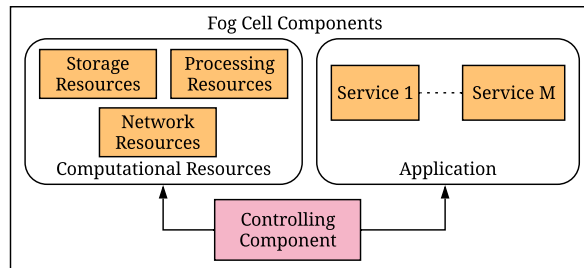 Fog Cell Components
Storage
Resources
Processing
Resources
Network
Resources
Computational Resources
Service 1
Service M
Application
Controlling
Component